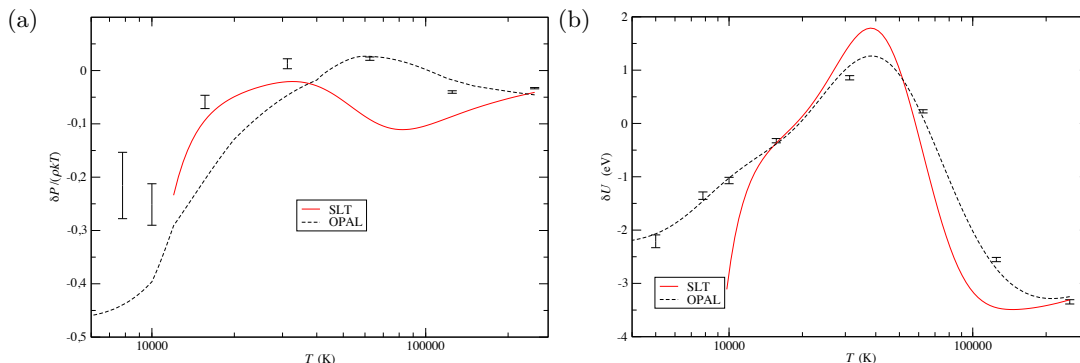 (a)
0
-0.1
-0.2
-0.3
-0.4
-0.5
δP/(ρkT)
SLT
OPAL
10000
100000
T (K)
(b)
2
1
0
-1
-2
-3
-4
δU (eV)
SLT
OPAL
10000
100000
T (K)